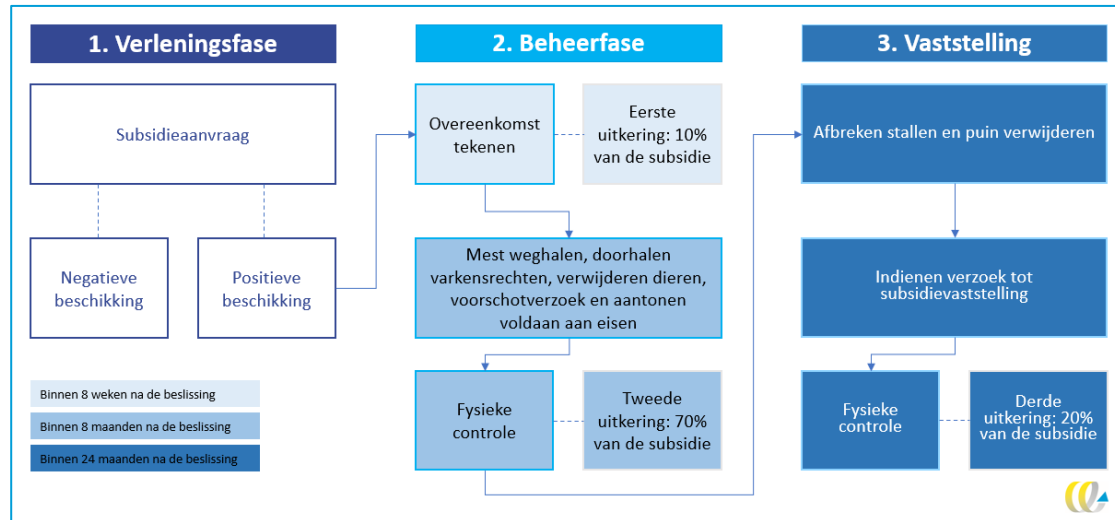 1. Verleningsfase
Subsidieaanvraag
Negatieve
beschikking
Positieve
beschikking
Binnen 8 weken na de beslissing
Binnen 8 maanden na de beslissing
Binnen 24 maanden na de beslissing
2. Beheerfase
Overeenkomst
tekenen
Eerste
uitkering: 10%
van de subsidie
Mest weghalen, doorhalen
varkensrechten, verwijderen dieren,
voorschotverzoek en aantonen
voldaan aan eisen
Fysieke
controle
Tweede
uitkering: 70%
van de subsidie
3. Vaststelling
Afbreken stallen en puin verwijderen
Indienen verzoek tot
subsidievaststelling
Fysieke
controle
Derde
uitkering: 20%
van de subsidie